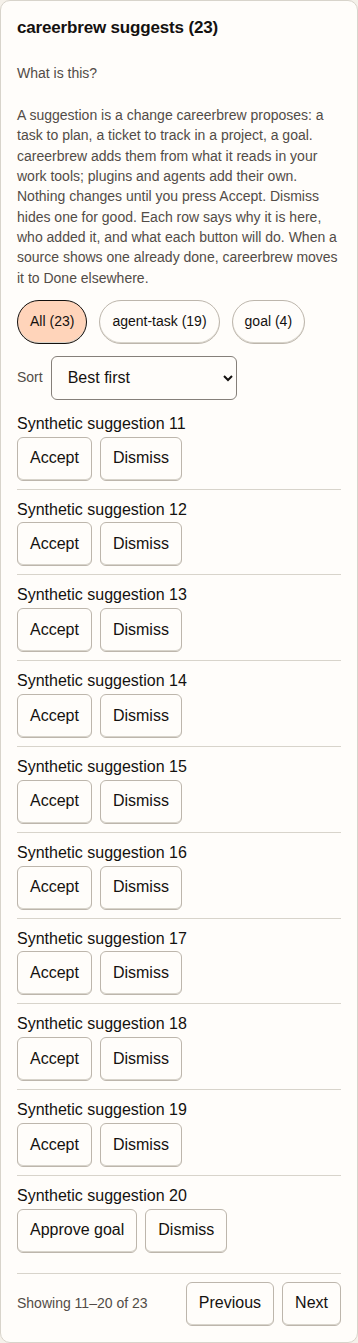 careerbrew suggests (23)
What is this?
A suggestion is a change careerbrew proposes: a
task to plan, a ticket to track in a project, a goal.
careerbrew adds them from what it reads in your
work tools; plugins and agents add their own.
Nothing changes until you press Accept. Dismiss
hides one for good. Each row says why it is here,
who added it, and what each button will do. When a
source shows one already done, careerbrew moves
it to Done elsewhere.
All (23) agent-task (19) goal (4)
Sort Best first
Synthetic suggestion 11
Accept Dismiss
Synthetic suggestion 12
Accept Dismiss
Synthetic suggestion 13
Accept Dismiss
Synthetic suggestion 14
Accept Dismiss
Synthetic suggestion 15
Accept Dismiss
Synthetic suggestion 16
Accept Dismiss
Synthetic suggestion 17
Accept Dismiss
Synthetic suggestion 18
Accept Dismiss
Synthetic suggestion 19
Accept Dismiss
Synthetic suggestion 20
Approve goal Dismiss
Showing 11–20 of 23 Previous Next